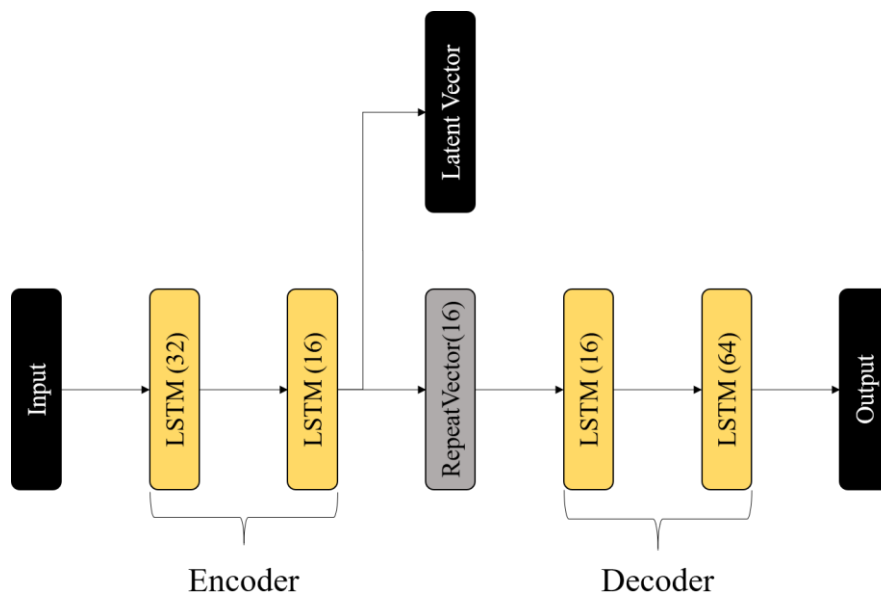 Latent Vector
Input
LSTM (32)
LSTM (16)
RepeatVector(16)
LSTM (16)
LSTM (64)
Output
Encoder
Decoder